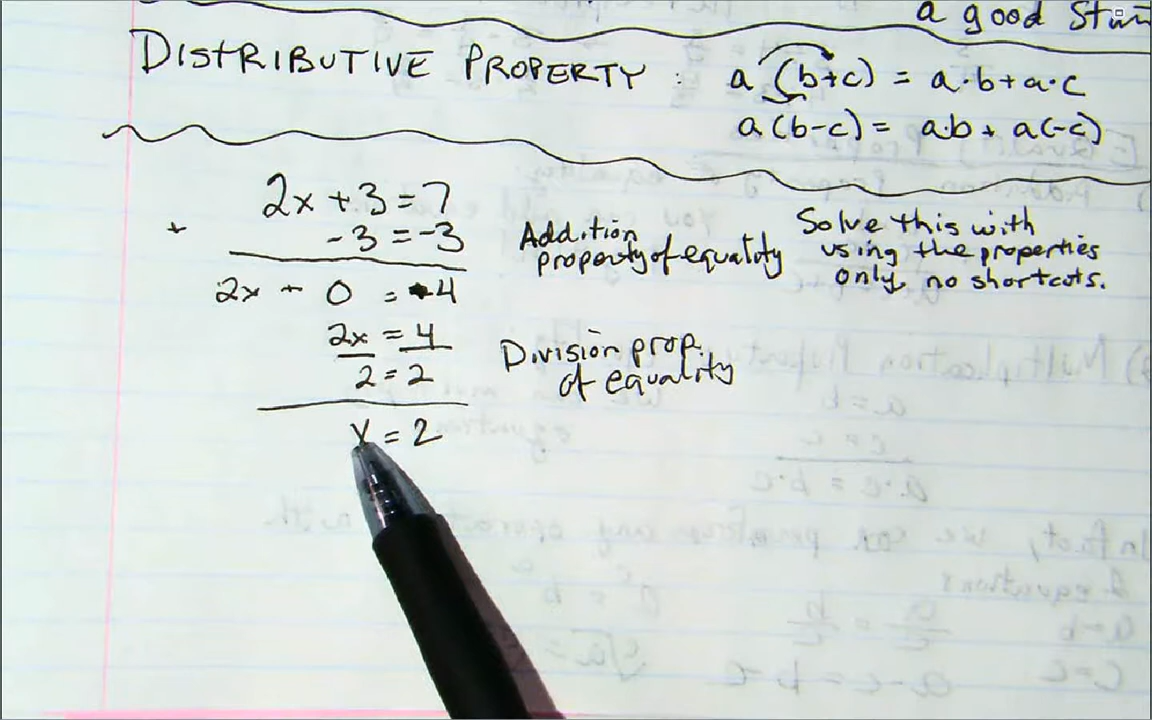 a good
DISTRIBUTIVE PROPERTY : a (b+c) = a·b+a·c
a(b-c) = a·b + a(-c)
2x + 3 = 7
+ -3 = -3
Addition
property of equality
Solve this with
using the properties
only, no shortcuts.
2x + 0 = 4
2x = 4
2 = 2
Division prop.
of equality
x = 2